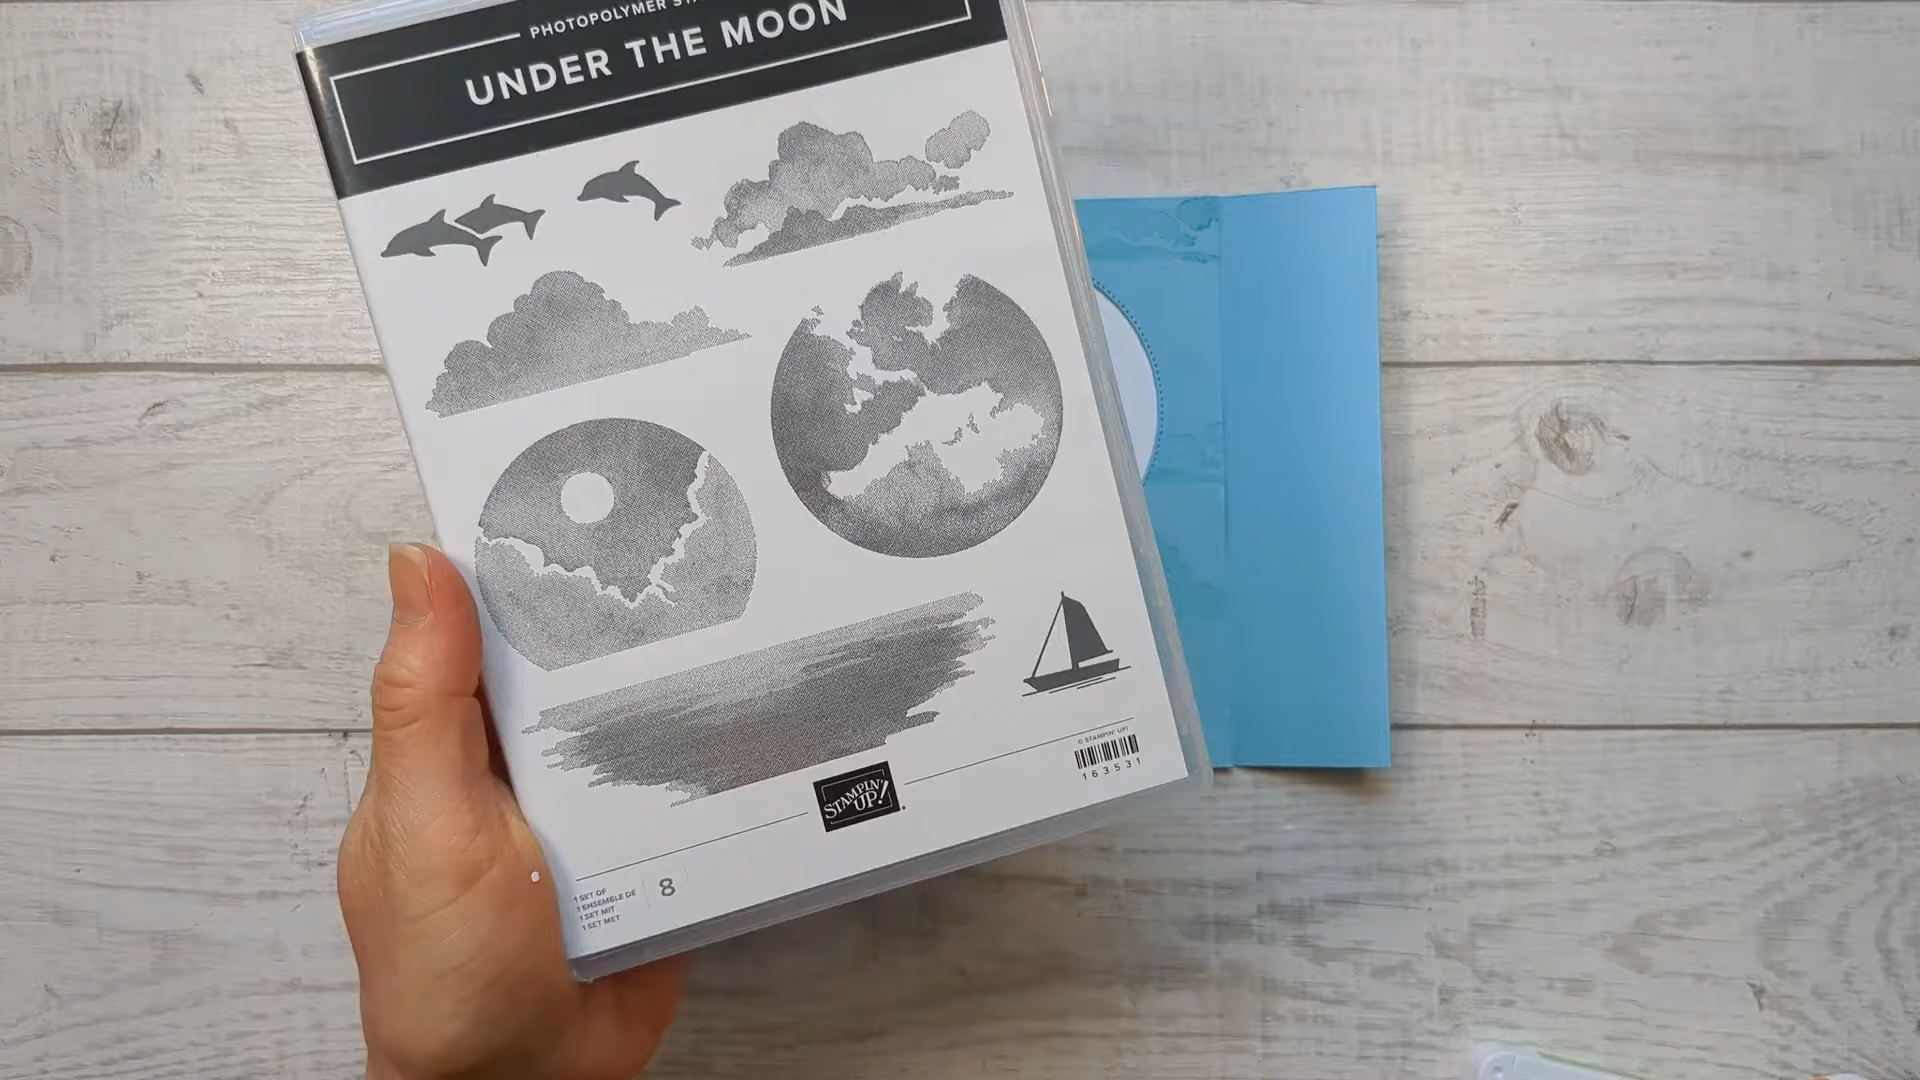 PHOTOPOLYMER
UNDER THE MOON
© STAMPIN' UP!
163531
STAMPIN'
UP!
1 SET OF
1 ENSEMBLE DE
1 SET MIT
1 SET MET
8